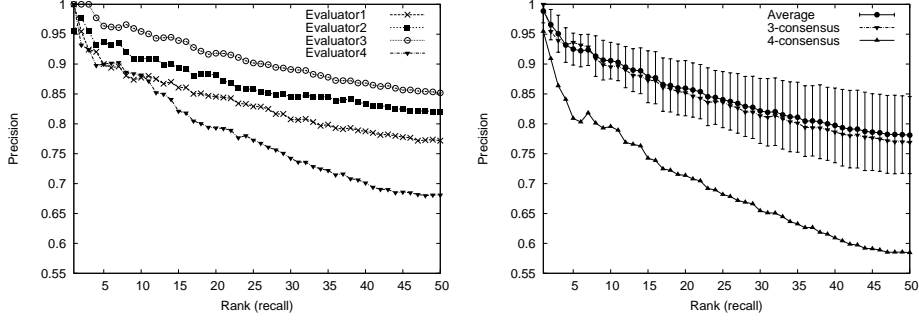 1
0.95
0.9
0.85
0.8
0.75
0.7
0.65
0.6
0.55
Precision
5 10 15 20 25 30 35 40 45 50
Rank (recall)
Evaluator1
Evaluator2
Evaluator3
Evaluator4
1
0.95
0.9
0.85
0.8
0.75
0.7
0.65
0.6
0.55
Precision
5 10 15 20 25 30 35 40 45 50
Rank (recall)
Average
3-consensus
4-consensus